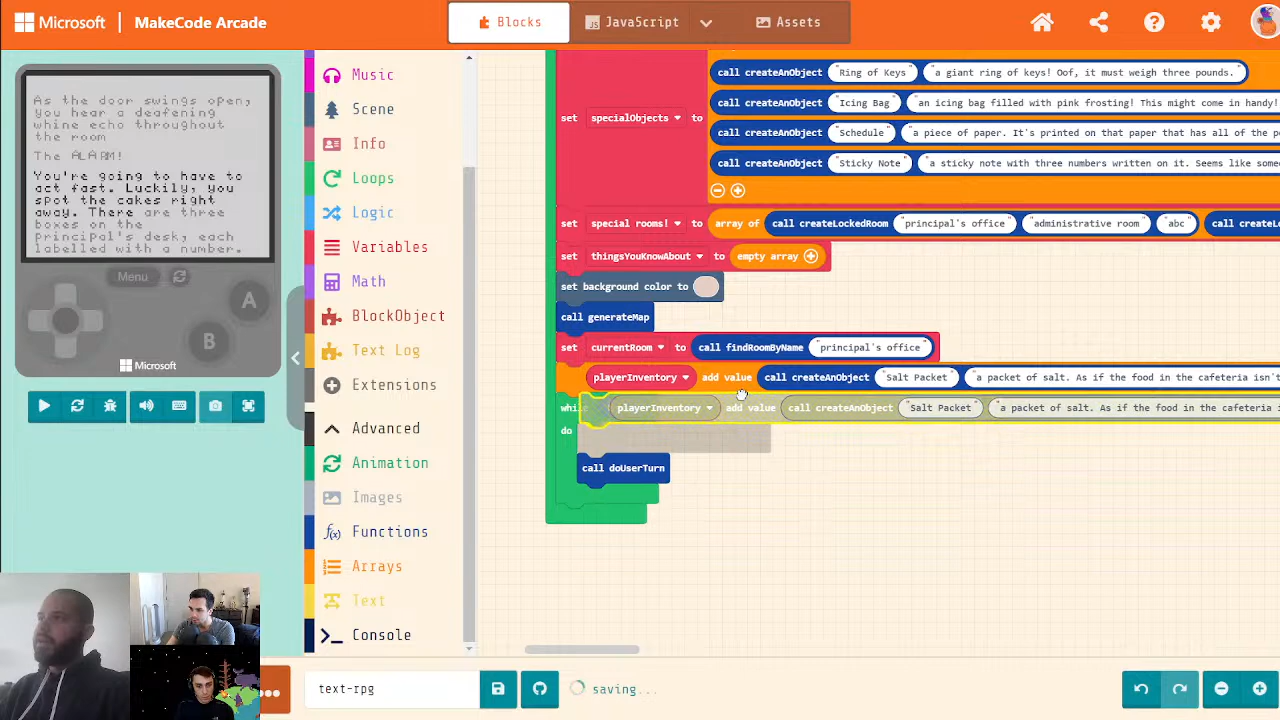 Microsoft
MakeCode Arcade
Blocks
JavaScript
Assets
As the door swings open,
you hear a deafening
whine echo throughout
the room
The ALARM!
You're going to have to
act fast. Luckily, you
spot the cakes right
away. There are three
boxes on the
principal's desk, each
labelled with a number.
Menu
A
B
Microsoft
Music
Scene
Info
Loops
Logic
Variables
Math
BlockObject
Text Log
Extensions
Advanced
Animation
Images
Functions
Arrays
Text
Console
call createAnObject "Ring of Keys" "a giant ring of keys! Oof, it must weigh three pounds."
call createAnObject "Icing Bag" "an icing bag filled with pink frosting! This might come in handy!
set specialObjects to
call createAnObject "Schedule" "a piece of paper. It's printed on that paper that has all of the po
call createAnObject "Sticky Note" "a sticky note with three numbers written on it. Seems like some
set special rooms! to array of call createLockedRoom "principal's office" "administrative room" "abc" call createL
set thingsYouKnowAbout to empty array
set background color to
call generateMap
set currentRoom to call findRoomByName "principal's office"
playerInventory add value call createAnObject "Salt Packet" "a packet of salt. As if the food in the cafeteria isn't
while playerInventory add value call createAnObject "Salt Packet" "a packet of salt. As if the food in the cafeteria i
do
call doUserTurn
text-rpg
saving...